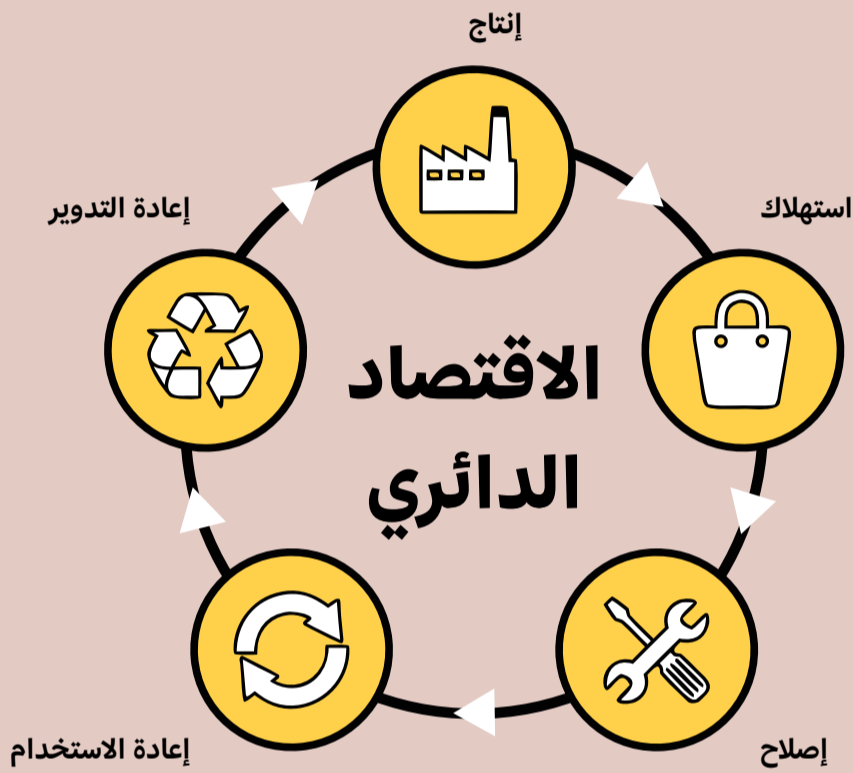 إنتاج
استهلاك
إعادة التدوير
الاقتصاد
الدائري
إصلاح
إعادة الاستخدام